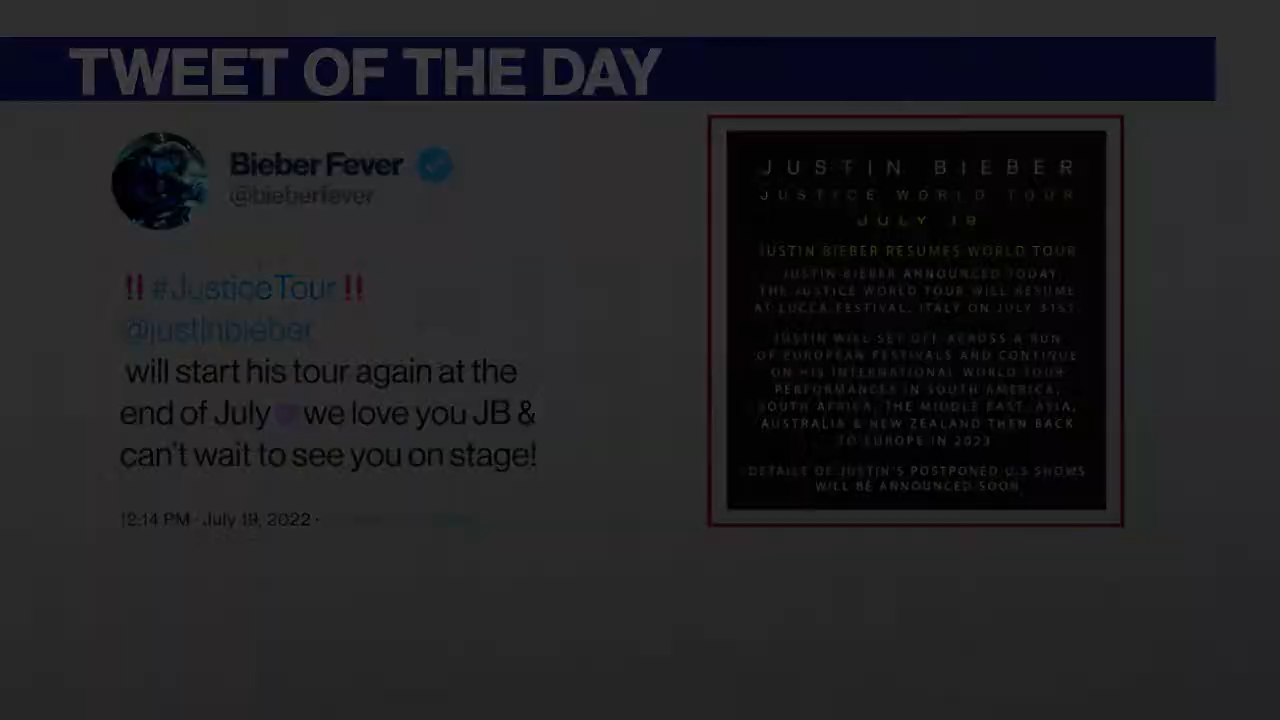 TWEET OF THE DAY
Bieber Fever
@bieberfever
‼ #JusticeTour ‼
@justinbieber
will start his tour again at the
end of July 💜 we love you JB &
can't wait to see you on stage!
12:14 PM · July 19, 2022 ·
JUSTIN BIEBER
JUSTICE WORLD TOUR
JULY 19
JUSTIN BIEBER RESUMES WORLD TOUR
JUSTIN BIEBER ANNOUNCED TODAY,
THE JUSTICE WORLD TOUR WILL RESUME
AT LUCCA FESTIVAL, ITALY ON JULY 31ST.
JUSTIN WILL SET OFF ACROSS A RUN
OF EUROPEAN FESTIVALS AND CONTINUE
ON HIS INTERNATIONAL WORLD TOUR
PERFORMANCES IN SOUTH AMERICA,
SOUTH AFRICA, THE MIDDLE EAST, ASIA,
AUSTRALIA & NEW ZEALAND THEN BACK
TO EUROPE IN 2023
DETAILS OF JUSTIN'S POSTPONED U.S SHOWS
WILL BE ANNOUNCED SOON